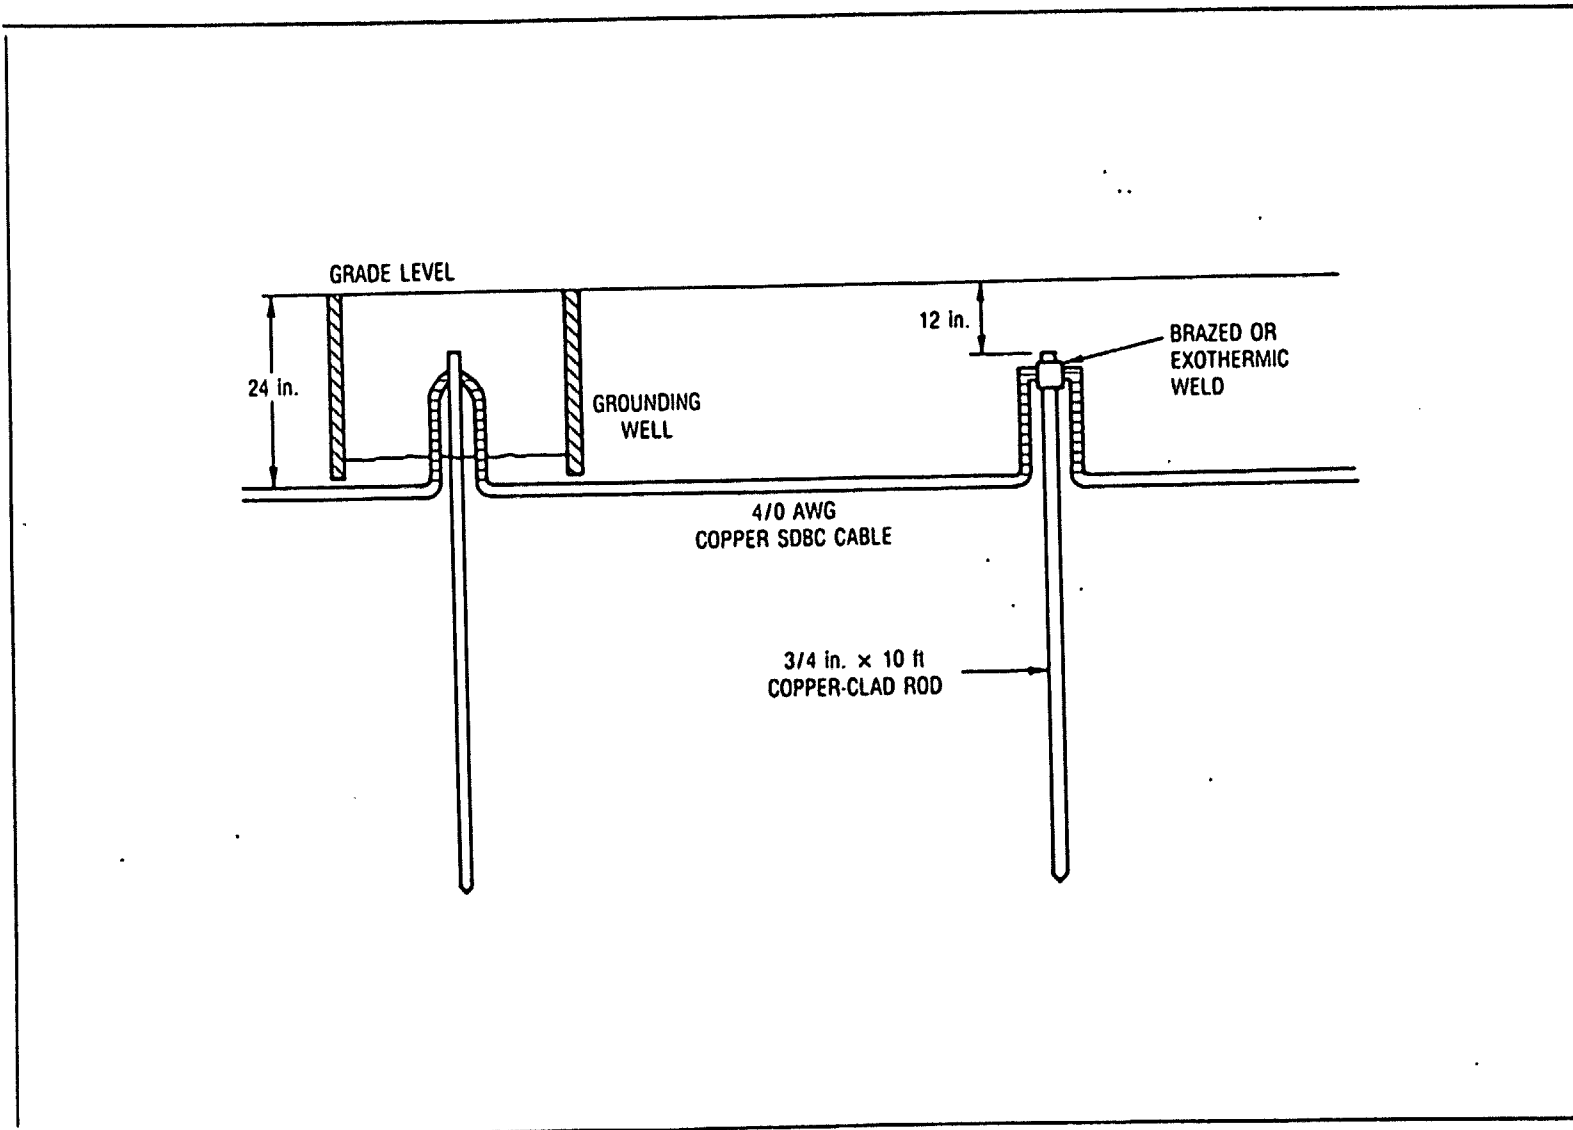 GRADE LEVEL
12 in.
BRAZED OR
EXOTHERMIC
WELD
24 in.
GROUNDING
WELL
4/0 AWG
COPPER SDBC CABLE
3/4 in. × 10 ft
COPPER-CLAD ROD